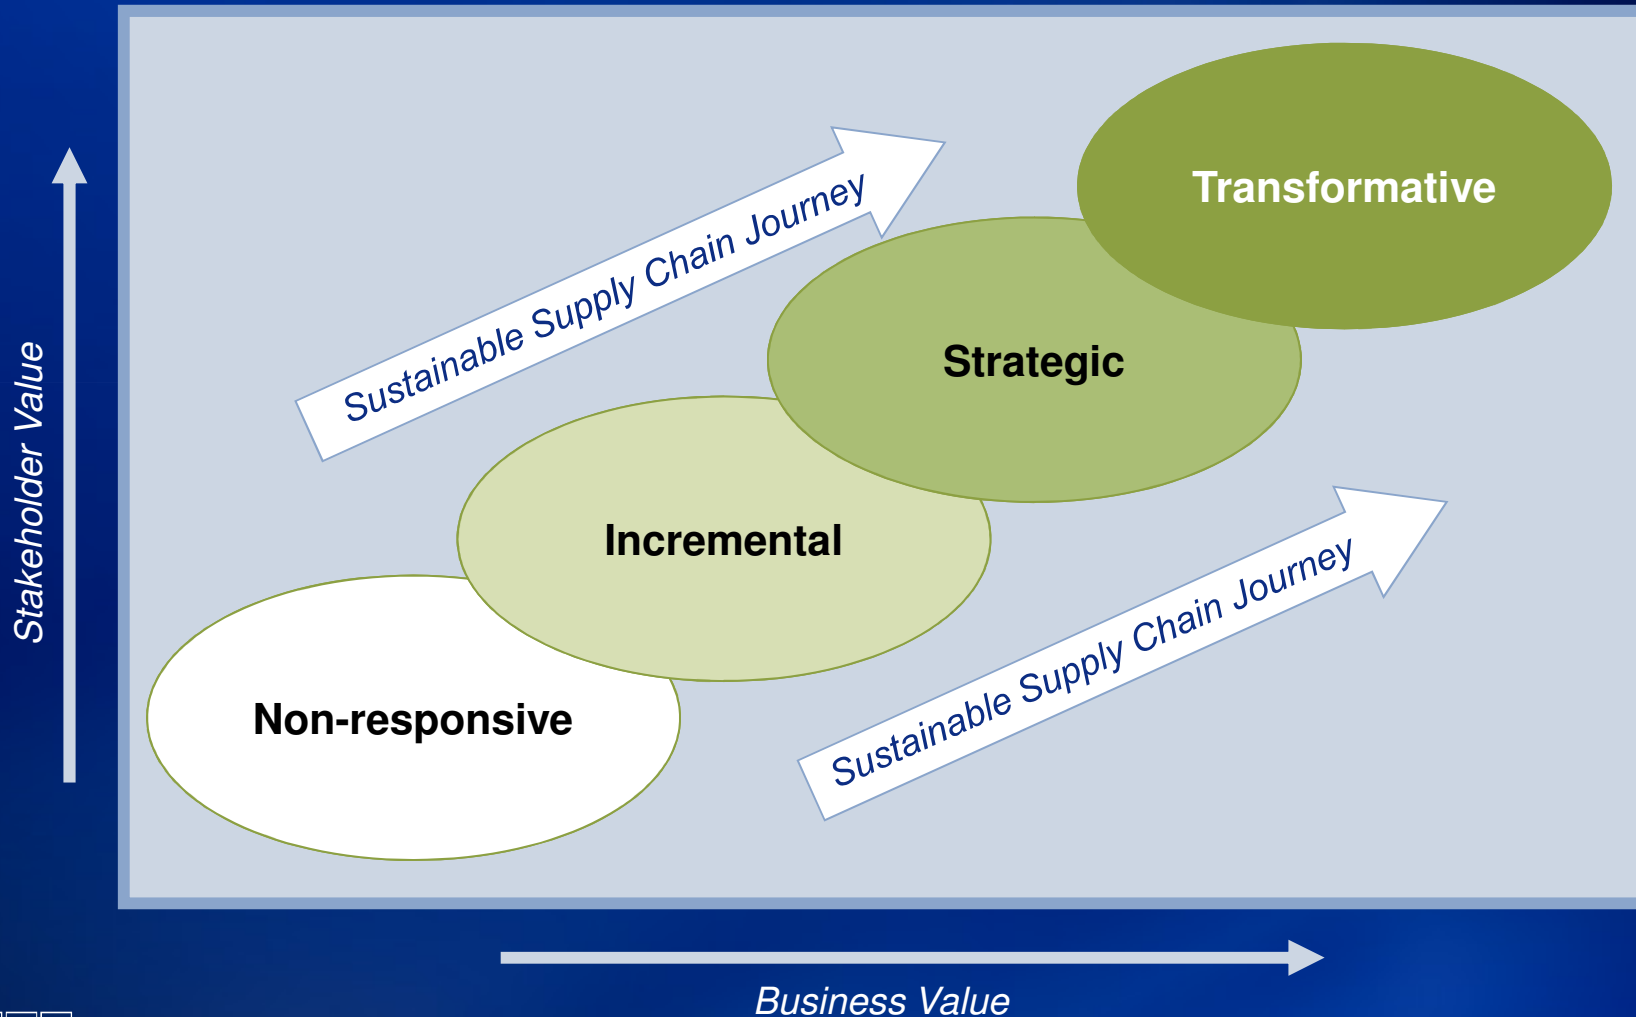 Transformative
Sustainable Supply Chain Journey
Strategic
Stakeholder Value
Incremental
Sustainable Supply Chain Journey
Non-responsive
Business Value